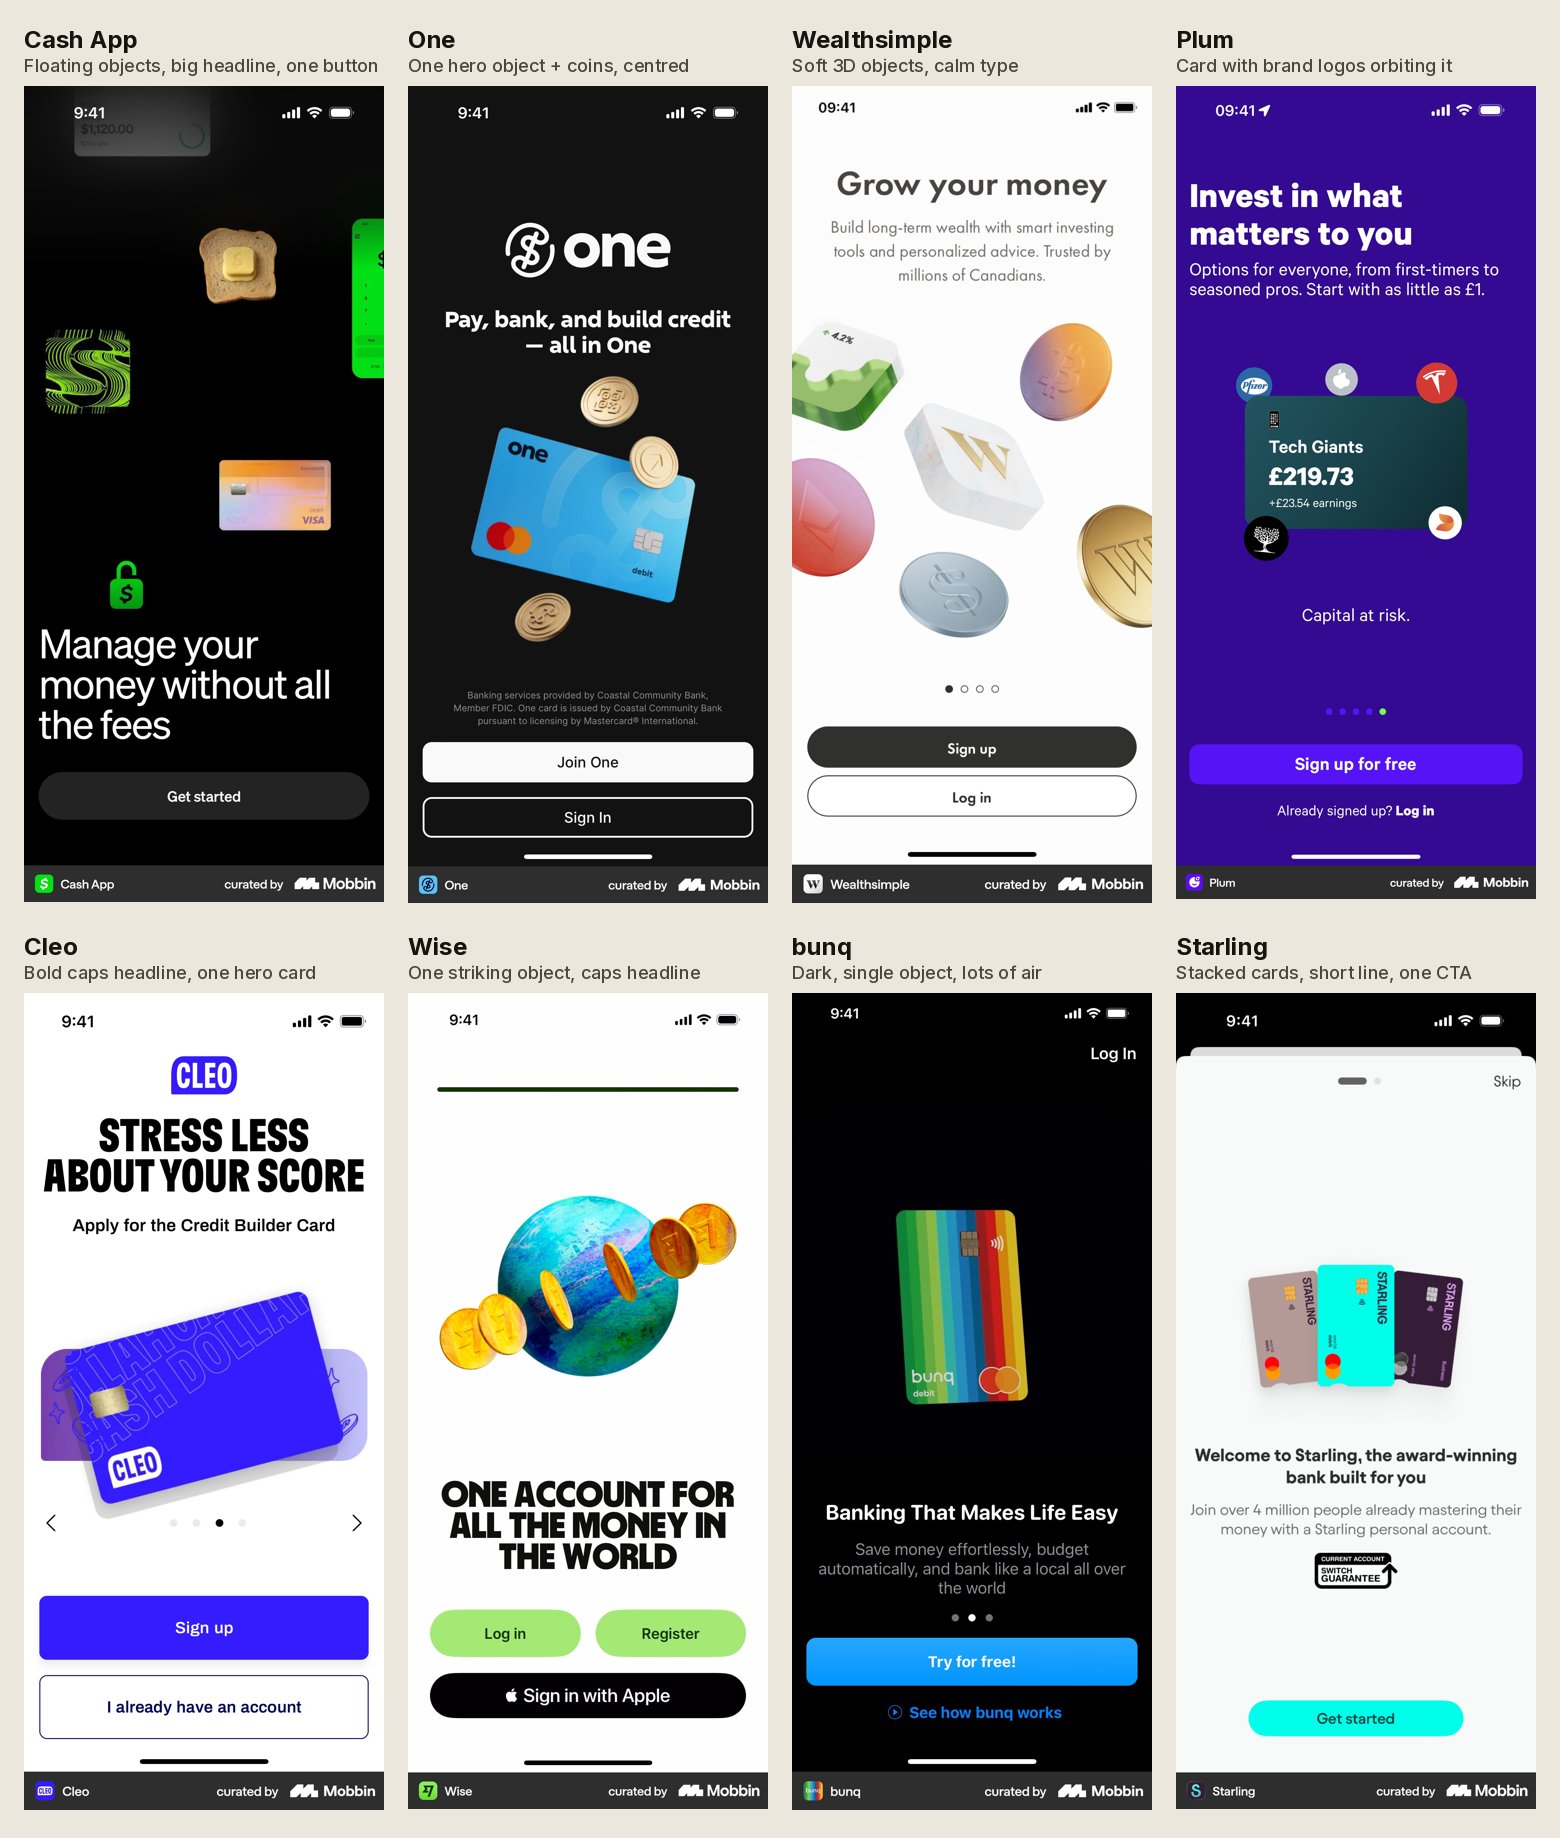 Cash App
Floating objects, big headline, one button
9:41
$1,120.00
VISA
DEBIT
Manage your
money without all
the fees
Get started
Cash App
curated by Mobbin
One
One hero object + coins, centred
9:41
one
Pay, bank, and build credit
— all in One
one
debit
Banking services provided by Coastal Community Bank,
Member FDIC. One card is issued by Coastal Community Bank
pursuant to licensing by Mastercard® International.
Join One
Sign In
One
curated by Mobbin
Wealthsimple
Soft 3D objects, calm type
09:41
Grow your money
Build long-term wealth with smart investing
tools and personalized advice. Trusted by
millions of Canadians.
+ 4.2%
W
W
Sign up
Log in
W Wealthsimple
curated by Mobbin
Plum
Card with brand logos orbiting it
09:41
Invest in what
matters to you
Options for everyone, from first-timers to
seasoned pros. Start with as little as £1.
Pfizer
Tech Giants
£219.73
+£23.54 earnings
Capital at risk.
Sign up for free
Already signed up? Log in
Plum
curated by Mobbin
Cleo
Bold caps headline, one hero card
9:41
CLEO
STRESS LESS
ABOUT YOUR SCORE
Apply for the Credit Builder Card
CASH DOLLAR
CLEO
Sign up
I already have an account
CLEO Cleo
curated by Mobbin
Wise
One striking object, caps headline
9:41
ONE ACCOUNT FOR
ALL THE MONEY IN
THE WORLD
Log in
Register
Sign in with Apple
Wise
curated by Mobbin
bunq
Dark, single object, lots of air
9:41
Log In
bunq
debit
Banking That Makes Life Easy
Save money effortlessly, budget
automatically, and bank like a local all over
the world
Try for free!
See how bunq works
bunq
curated by Mobbin
Starling
Stacked cards, short line, one CTA
9:41
Skip
STARLING
STARLING
STARLING
Business
Welcome to Starling, the award-winning
bank built for you
Join over 4 million people already mastering their
money with a Starling personal account.
CURRENT ACCOUNT
SWITCH
GUARANTEE
Get started
S Starling
curated by Mobbin